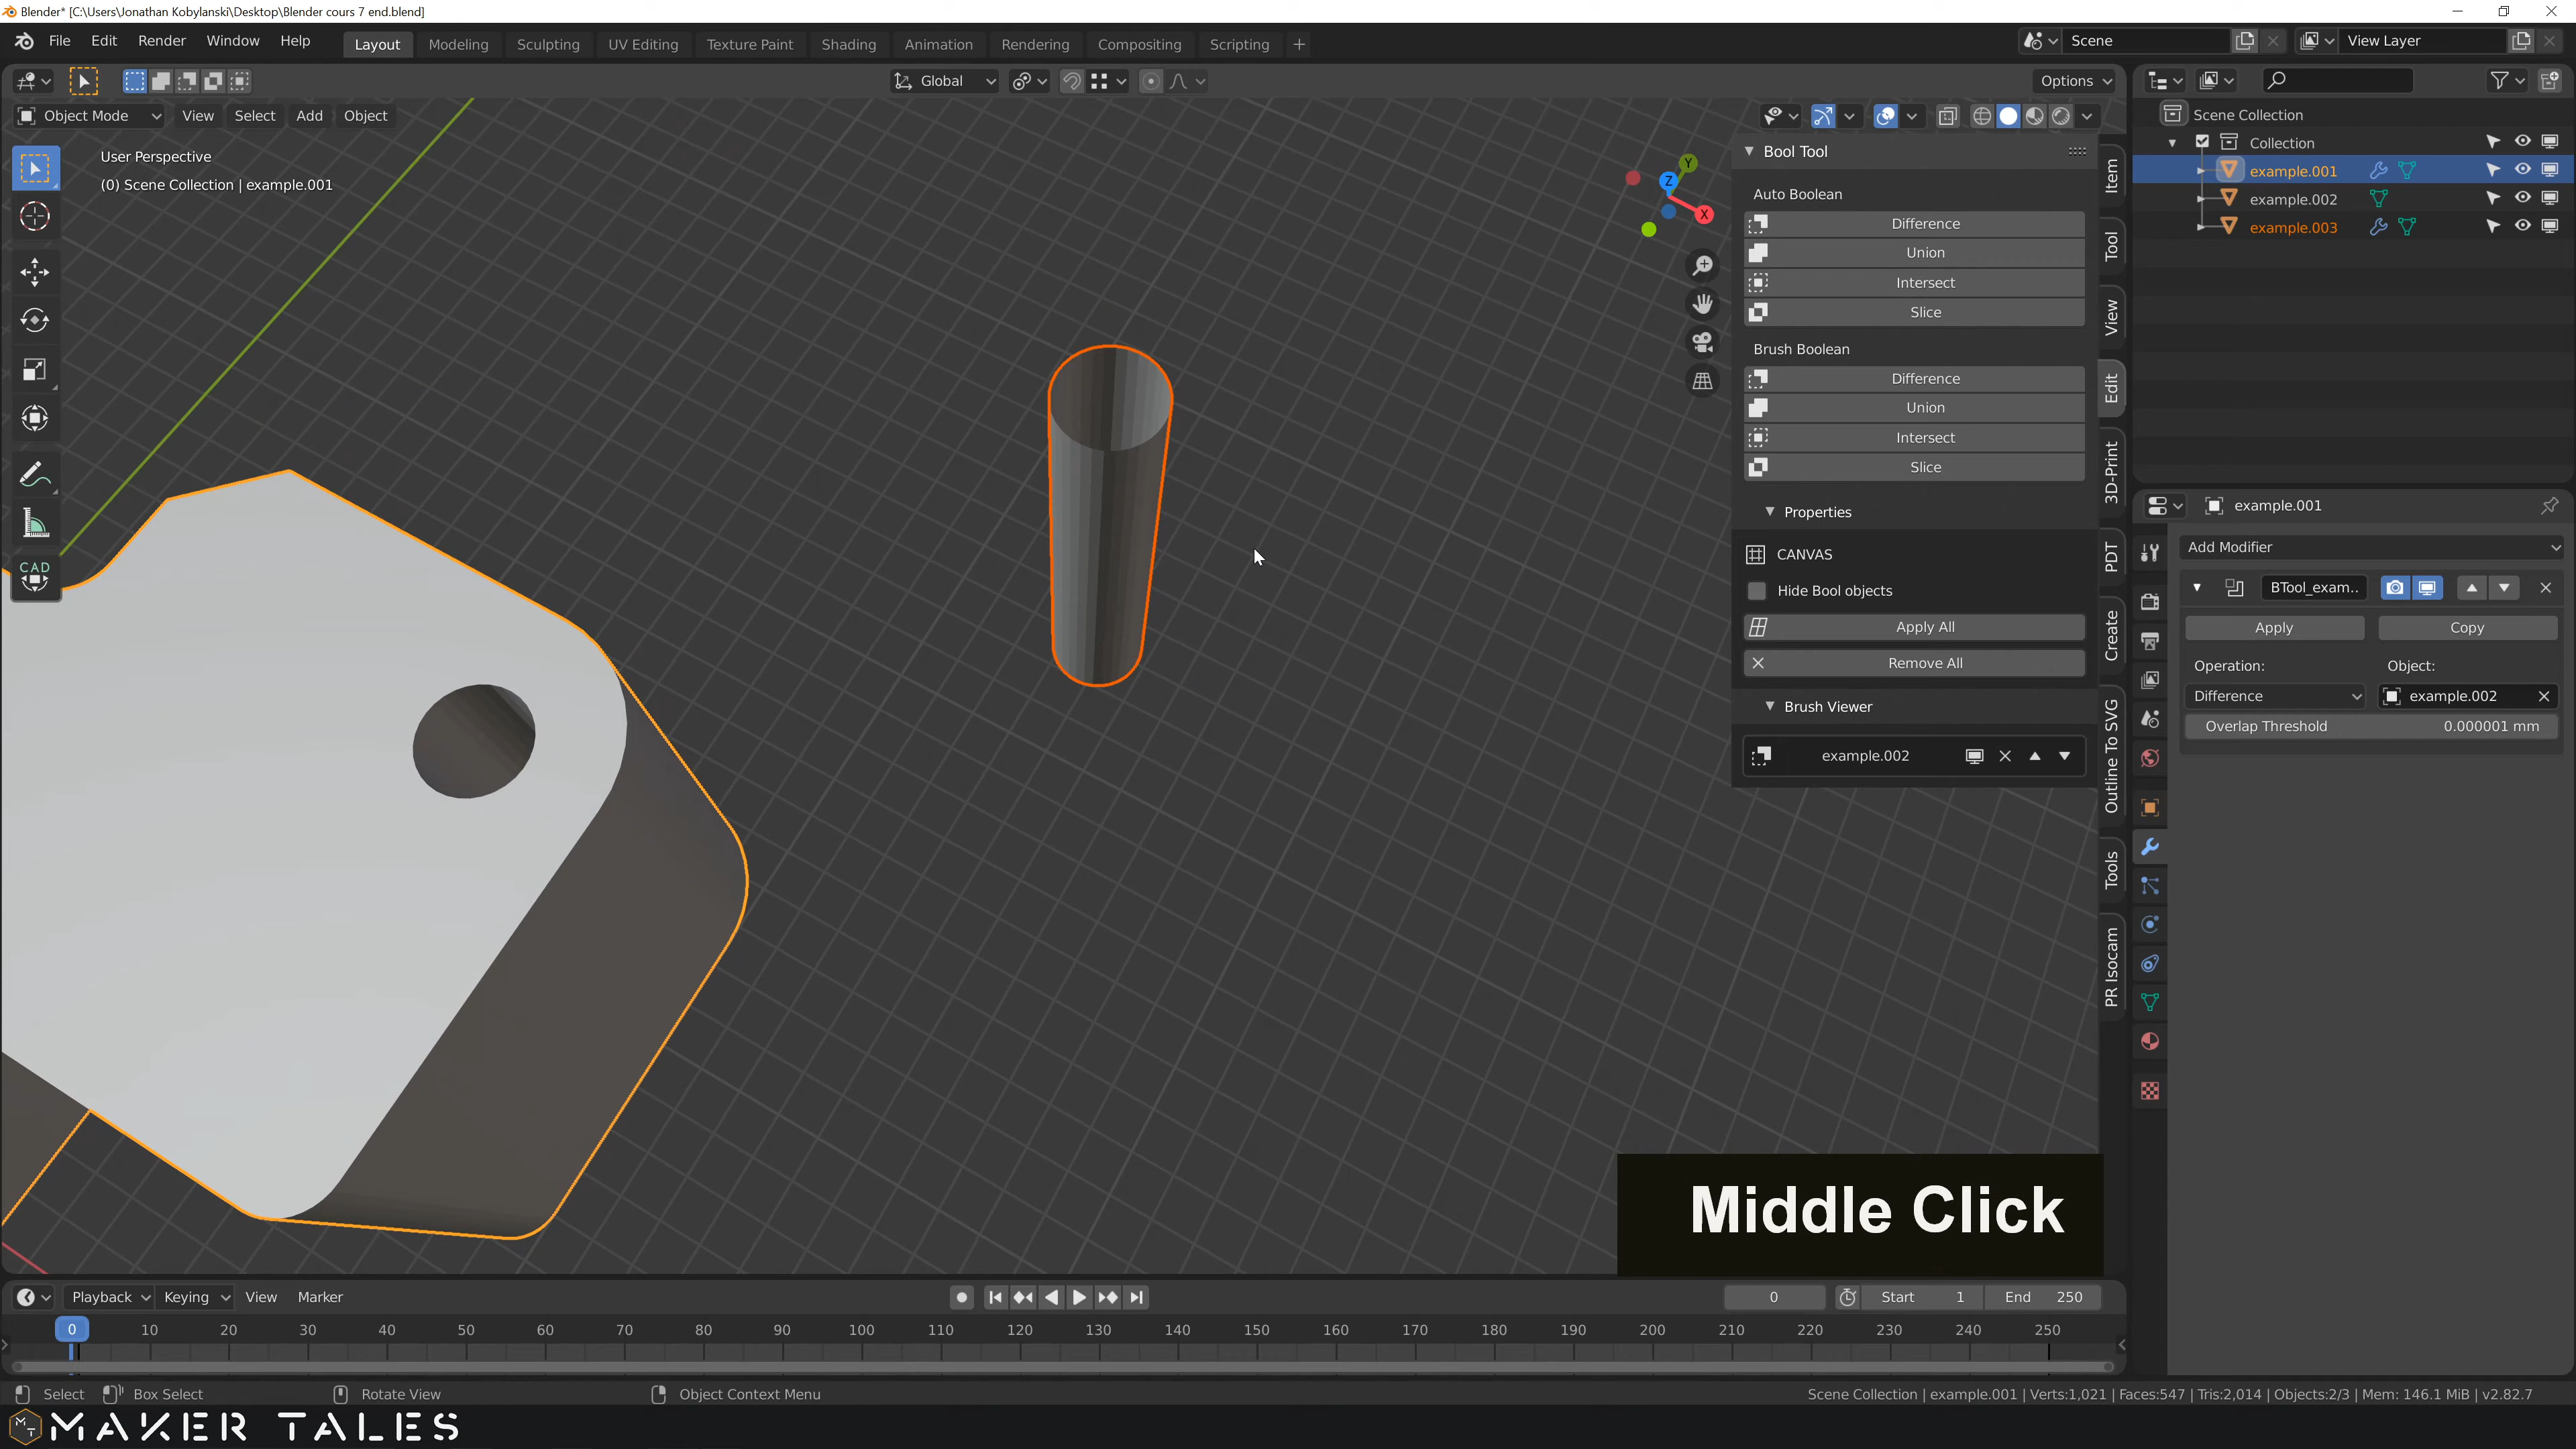 Blender* [C:\Users\Jonathan Kobylanski\Desktop\Blender cours 7 end.blend]
File Edit Render Window Help Layout Modeling Sculpting UV Editing Texture Paint Shading Animation Rendering Compositing Scripting + Scene View Layer
Global Options
Object Mode View Select Add Object
User Perspective
(0) Scene Collection | example.001
CAD
Y
Z
X
Bool Tool
Auto Boolean
Difference
Union
Intersect
Slice
Brush Boolean
Difference
Union
Intersect
Slice
Properties
CANVAS
Hide Bool objects
Apply All
Remove All
Brush Viewer
example.002
Item
Tool
View
Edit
3D-Print
PDT
Create
Outline To SVG
Tools
PR Isocam
Scene Collection
Collection
example.001
example.002
example.003
example.001
Add Modifier
BTool_exam..
Apply Copy
Operation: Object:
Difference example.002
Overlap Threshold 0.000001 mm
Middle Click
Playback Keying View Marker 0 Start 1 End 250
0 10 20 30 40 50 60 70 80 90 100 110 120 130 140 150 160 170 180 190 200 210 220 230 240 250
Select Box Select Rotate View Object Context Menu Scene Collection | example.001 | Verts:1,021 | Faces:547 | Tris:2,014 | Objects:2/3 | Mem: 146.1 MiB | v2.82.7
MT MAKER TALES